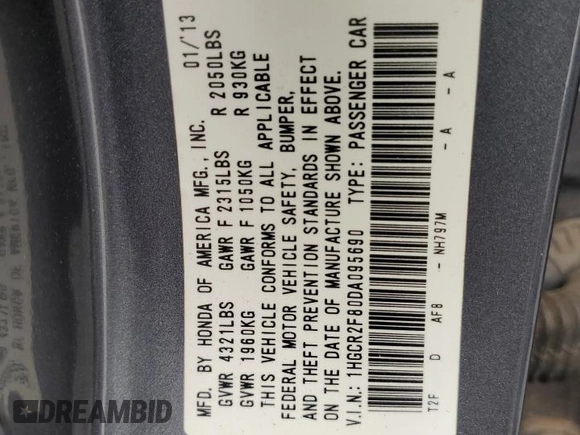 MFD. BY HONDA OF AMERICA MFG., INC. 01/'13
GVWR 4321LBS GAWR F 2315LBS R 2050LBS
GVWR 1960KG GAWR F 1050KG R 930KG
THIS VEHICLE CONFORMS TO ALL APPLICABLE
FEDERAL MOTOR VEHICLE SAFETY, BUMPER,
AND THEFT PREVENTION STANDARDS IN EFFECT
ON THE DATE OF MANUFACTURE SHOWN ABOVE.
V.I.N.: 1HGCR2F80DA095690 TYPE: PASSENGER CAR
T2F D AF8 - NH797M - A - A
DREAMBID